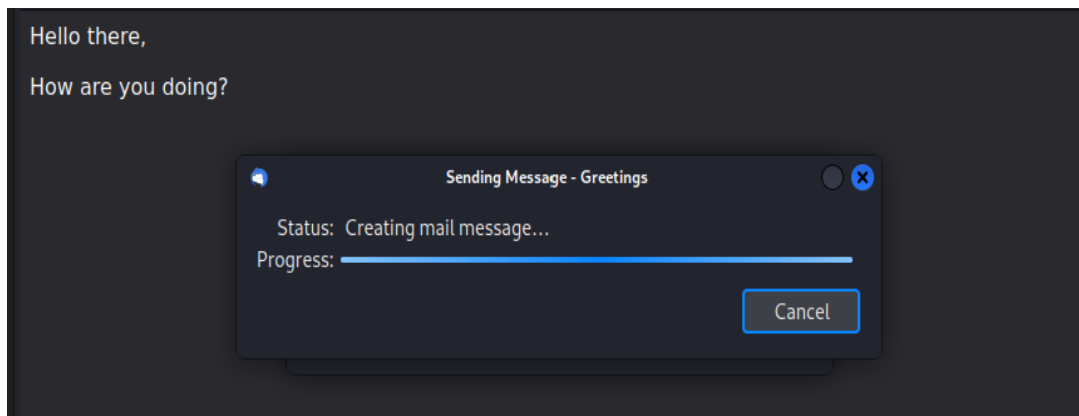 Hello there,
How are you doing?
Sending Message - Greetings
Status: Creating mail message...
Progress:
Cancel